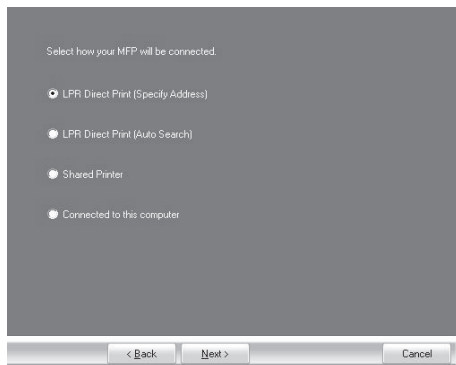 Select how your MFP will be connected.
LPR Direct Print (Specify Address)
LPR Direct Print (Auto Search)
Shared Printer
Connected to this computer
< Back Next > Cancel